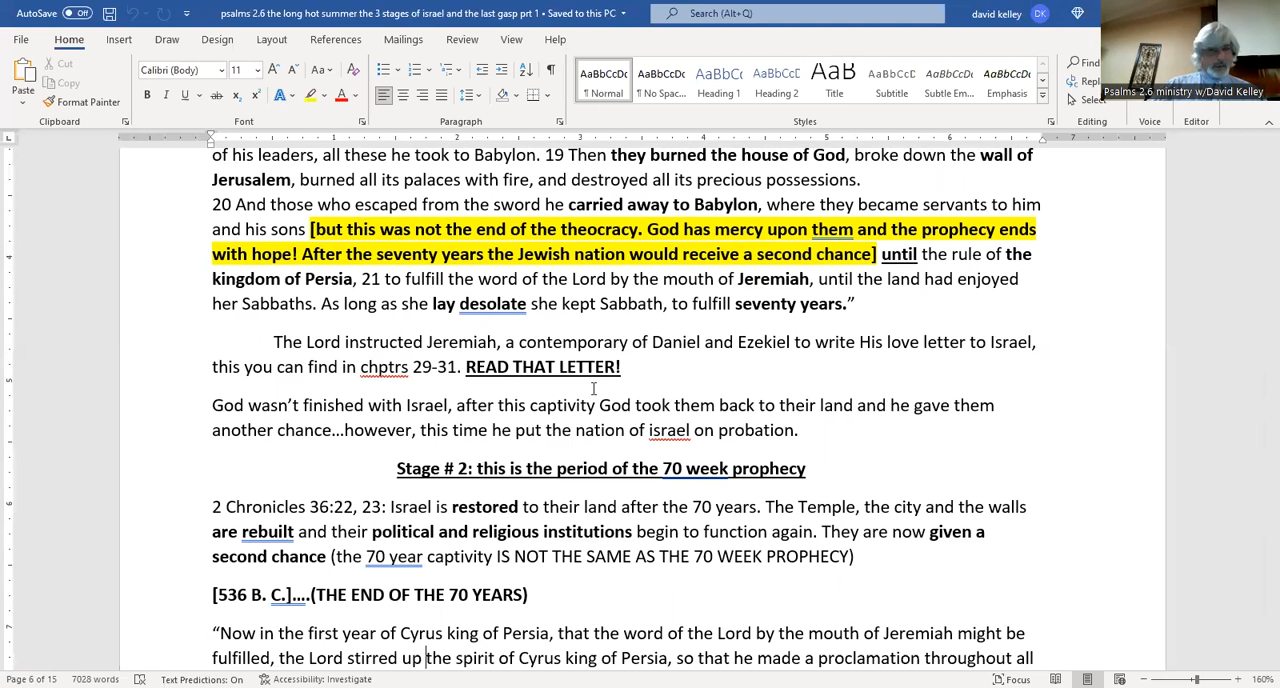 AutoSave Off psalms 2.6 the long hot summer the 3 stages of israel and the last gasp prt 1 • Saved to this PC Search (Alt+Q) david kelley DK
File Home Insert Draw Design Layout References Mailings Review View Help
Paste Cut Copy Format Painter
Calibri (Body) 11
AaBbCcDc AaBbCcDc AaBbCc AaBbCcD AaB AaBbCcD AaBbCcDc AaBbCcDc
¶ Normal ¶ No Spac... Heading 1 Heading 2 Title Subtitle Subtle Em... Emphasis
Find
Repl
Select
Psalms 2.6 ministry w/David Kelley
Clipboard Font Paragraph Styles Editing Voice Editor
1 2 3 4 5 6 7
of his leaders, all these he took to Babylon. 19 Then they burned the house of God, broke down the wall of
Jerusalem, burned all its palaces with fire, and destroyed all its precious possessions.
20 And those who escaped from the sword he carried away to Babylon, where they became servants to him
and his sons [but this was not the end of the theocracy. God has mercy upon them and the prophecy ends
with hope! After the seventy years the Jewish nation would receive a second chance] until the rule of the
kingdom of Persia, 21 to fulfill the word of the Lord by the mouth of Jeremiah, until the land had enjoyed
her Sabbaths. As long as she lay desolate she kept Sabbath, to fulfill seventy years.”
The Lord instructed Jeremiah, a contemporary of Daniel and Ezekiel to write His love letter to Israel,
this you can find in chptrs 29-31. READ THAT LETTER!
God wasn’t finished with Israel, after this captivity God took them back to their land and he gave them
another chance…however, this time he put the nation of israel on probation.
Stage # 2: this is the period of the 70 week prophecy
2 Chronicles 36:22, 23: Israel is restored to their land after the 70 years. The Temple, the city and the walls
are rebuilt and their political and religious institutions begin to function again. They are now given a
second chance (the 70 year captivity IS NOT THE SAME AS THE 70 WEEK PROPHECY)
[536 B. C.]….(THE END OF THE 70 YEARS)
“Now in the first year of Cyrus king of Persia, that the word of the Lord by the mouth of Jeremiah might be
fulfilled, the Lord stirred up the spirit of Cyrus king of Persia, so that he made a proclamation throughout all
Page 6 of 15 7028 words Text Predictions: On Accessibility: Investigate Focus 160%